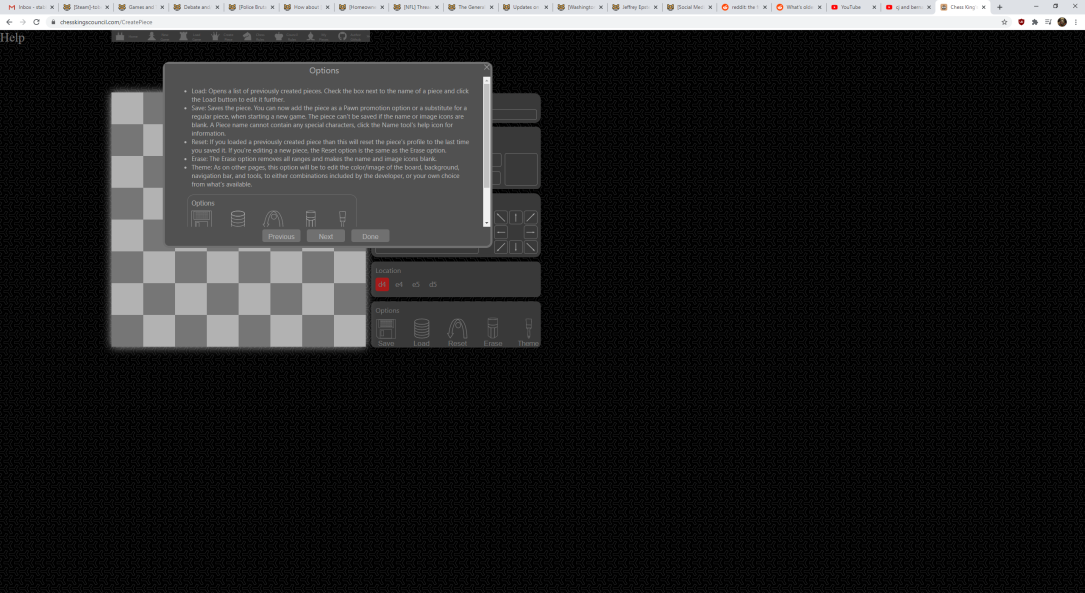 Inbox - stali
[Steam]-totl
Games and
Debate and
[Police Brut
How about
[Homeowne
[NFL] Threa
The General
Updates on
[Washington
Jeffrey Epst
[Social Medi
reddit: the f
What's alom
YouTube
cj and berni
Chess King
chesskingscouncil.com/CreatePiece
Help
Options
Load: Opens a list of previously created pieces. Check the box next to the name of a piece and click
the Load button to edit it further.
Save: Saves the piece. You can now add the piece as a Pawn promotion option or a substitute for a
regular piece, when starting a new game. The piece can't be saved if the name or image icons are
blank. A Piece name cannot contain any special characters, click the Name tool's help icon for
information.
Reset: If you loaded a previously created piece than this will reset the piece's profile to the last time
you saved it. If you're editing a new piece, the Reset option is the same as the Erase option.
Erase: The Erase option removes all ranges and makes the name and image icons blank.
Theme: As on other pages, this option will be to edit the color/image of the board, background,
navigation bar, and tools, to either combinations included by the developer, or your own choice
from what's available.
Options
Previous Next Done
Location
d4 e4 e5 d5
Options
Save Load Reset Erase Theme